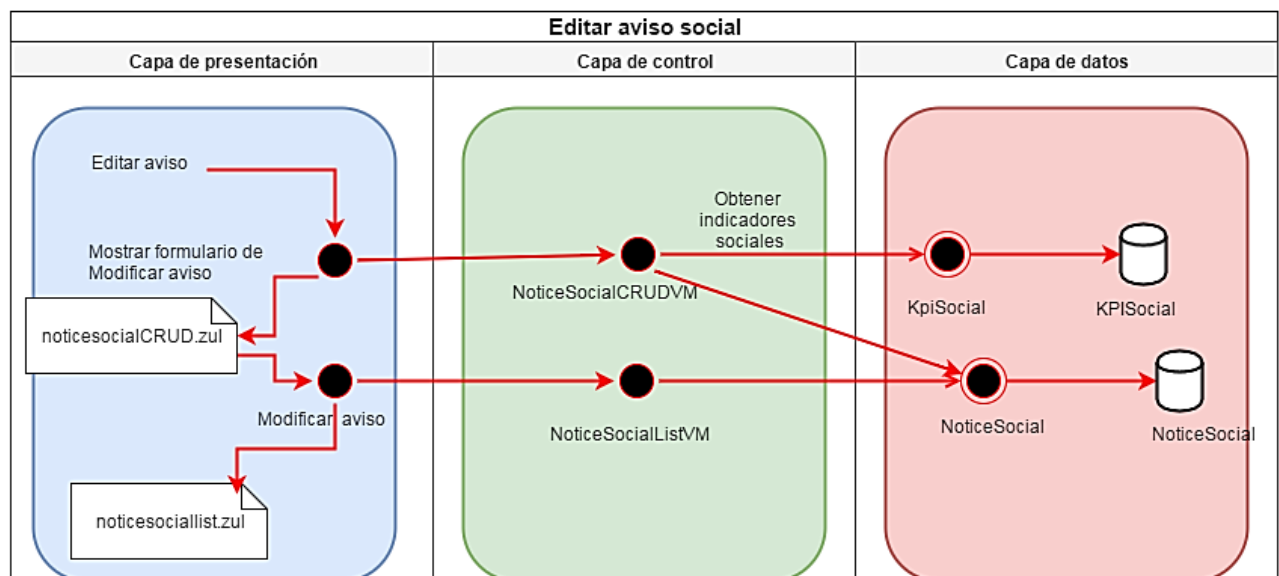 Editar aviso social
Capa de presentación
Capa de control
Capa de datos
Editar aviso
Obtener
indicadores
sociales
Mostrar formulario de
Modificar aviso
NoticeSocialCRUDVM
KpiSocial
KPISocial
noticesocialCRUD.zul
Modificar aviso
NoticeSocialListVM
NoticeSocial
NoticeSocial
noticesociallist.zul